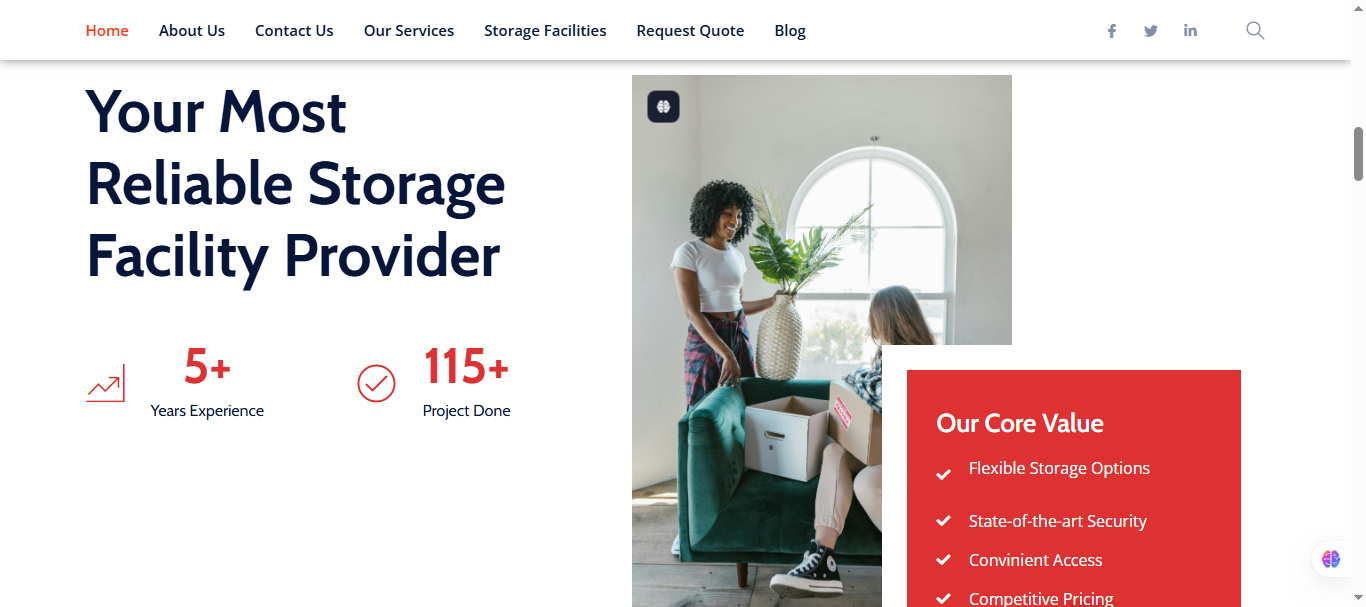 Home About Us Contact Us Our Services Storage Facilities Request Quote Blog
Your Most
Reliable Storage
Facility Provider
5+
Years Experience
115+
Project Done
Our Core Value
Flexible Storage Options
State-of-the-art Security
Convinient Access
Competitive Pricing